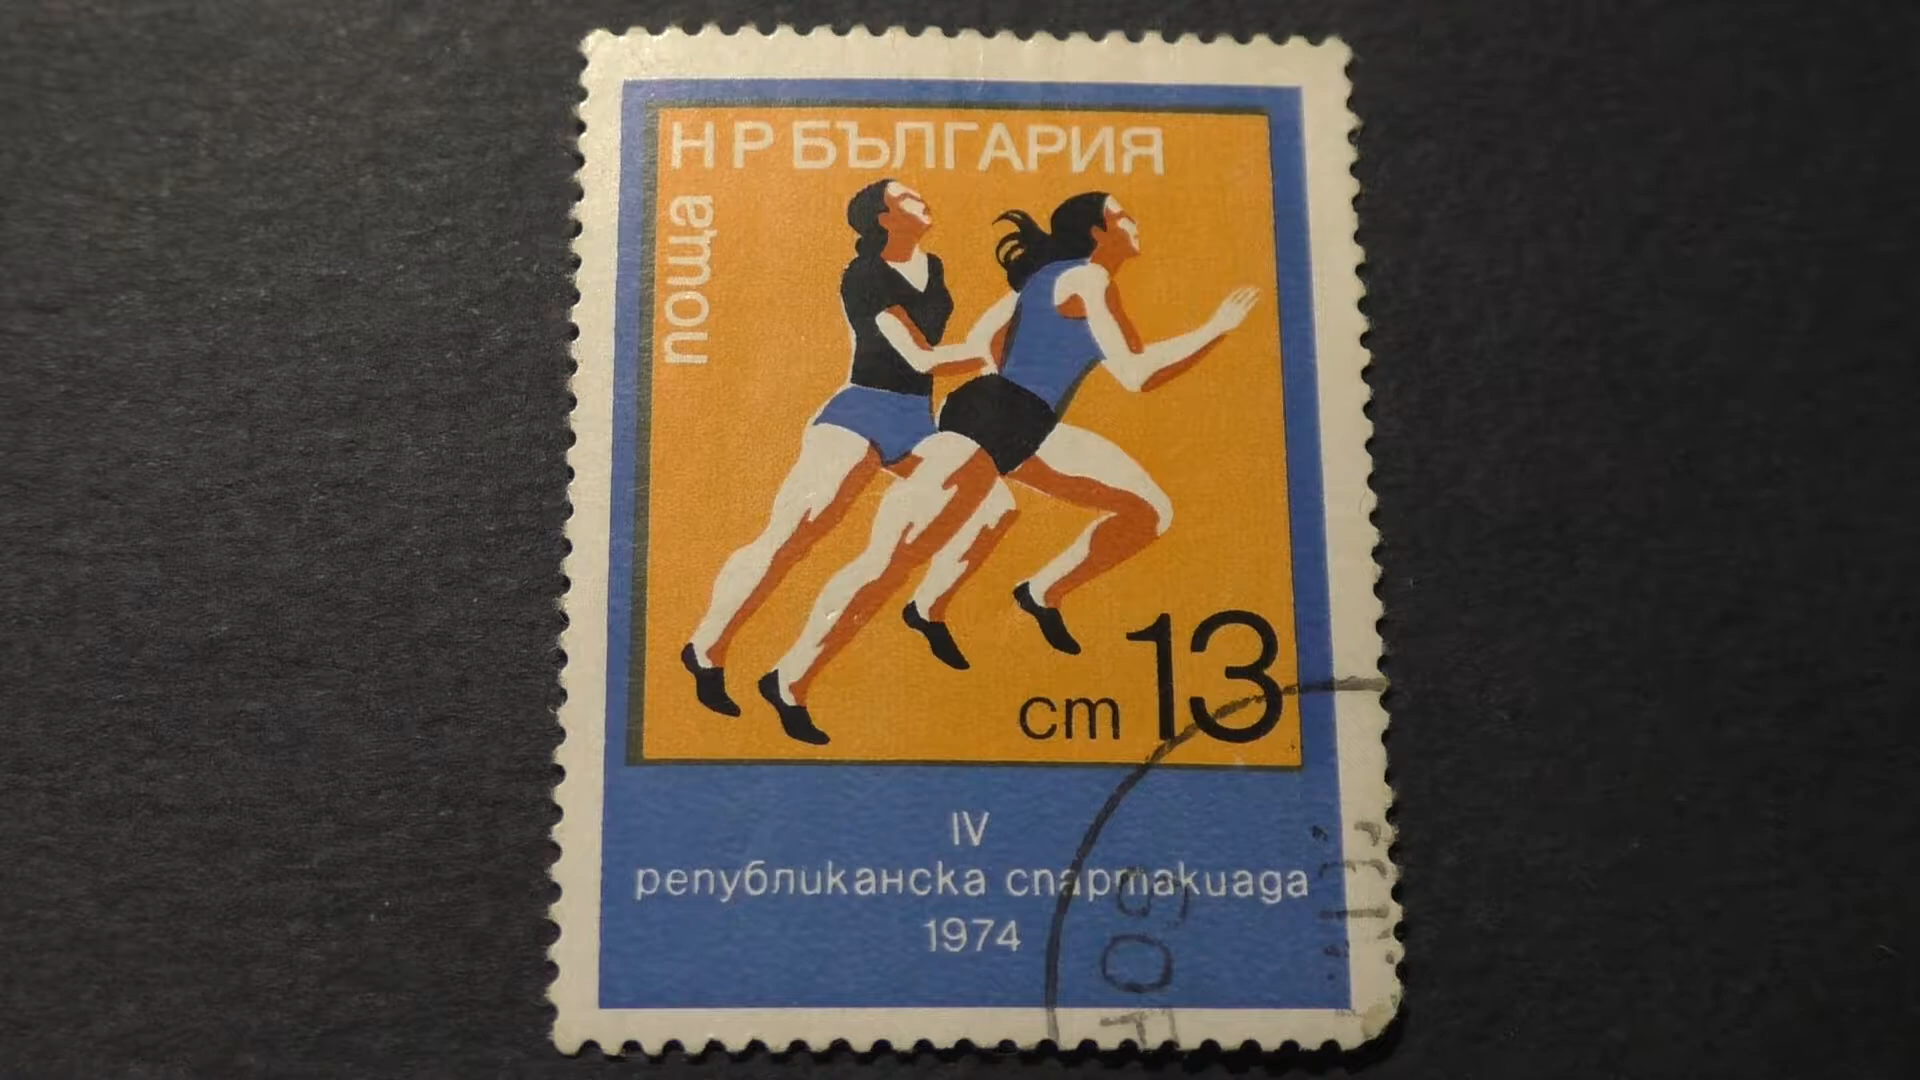 НР БЪЛГАРИЯ
поща
ст 13
IV
републиканска спартакиада
1974